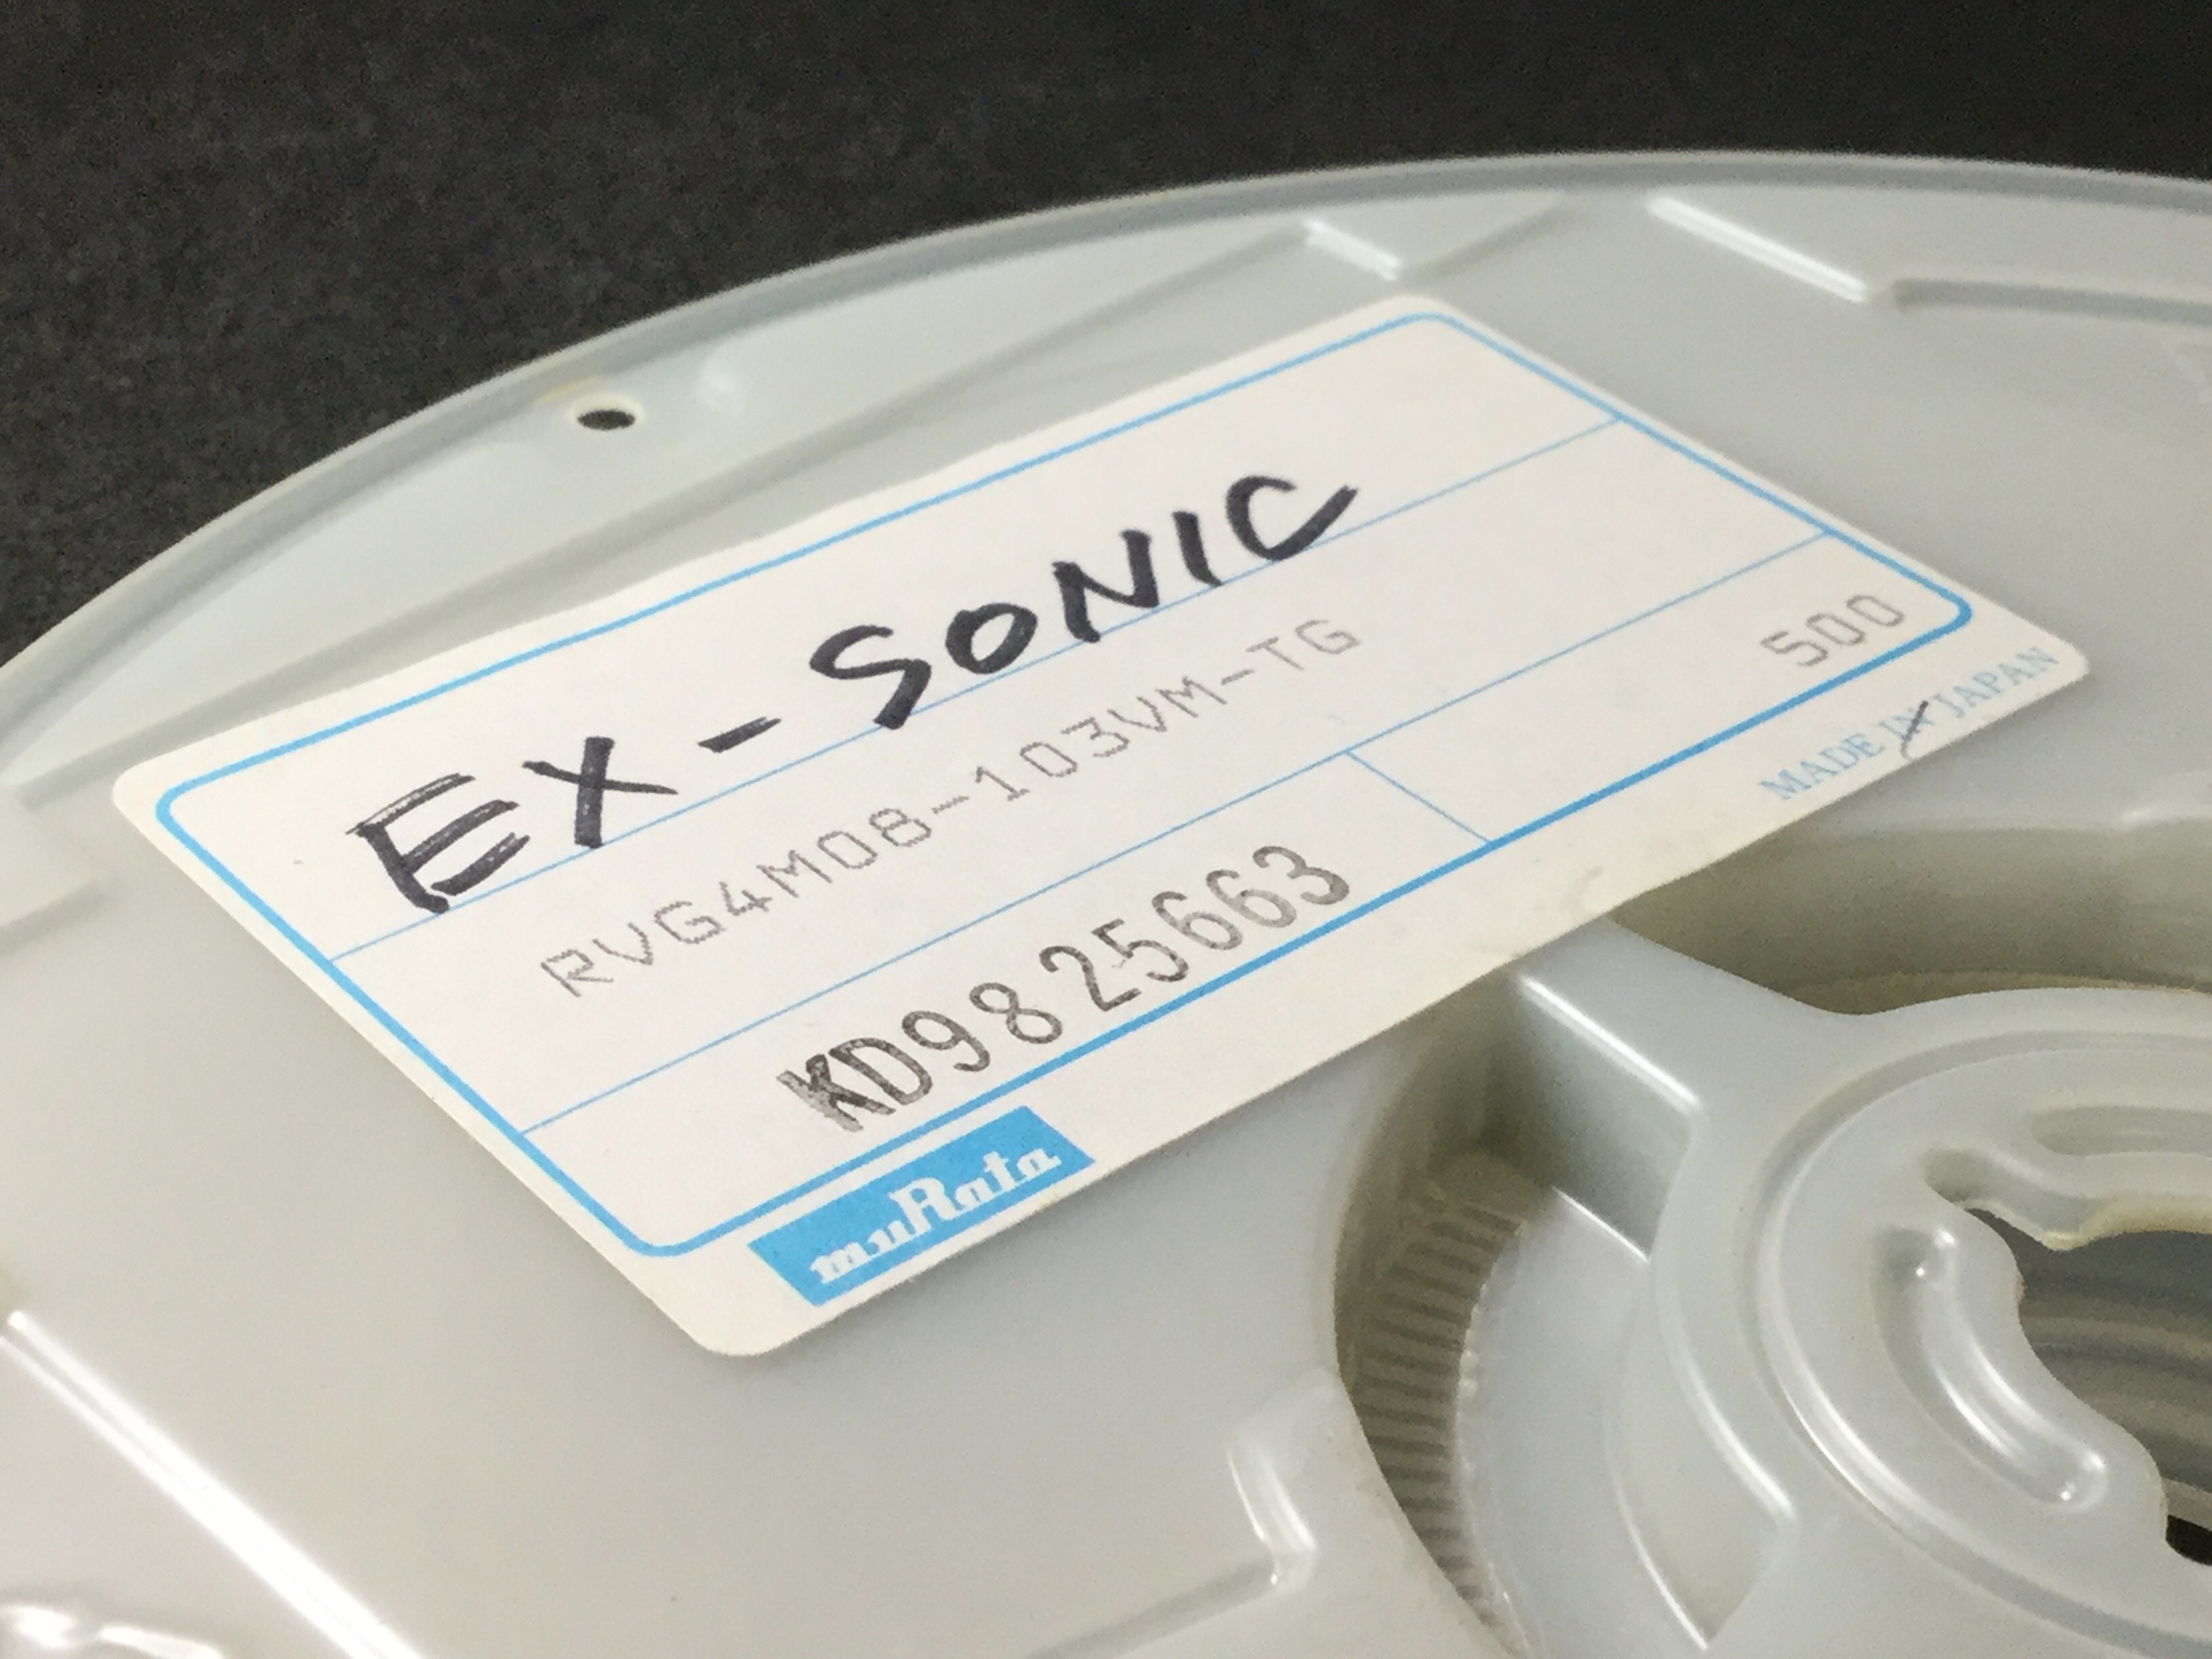 EX-SONIC
RVG4M08-103VM-TG
500
KD9825663
muRata
MADE IN JAPAN